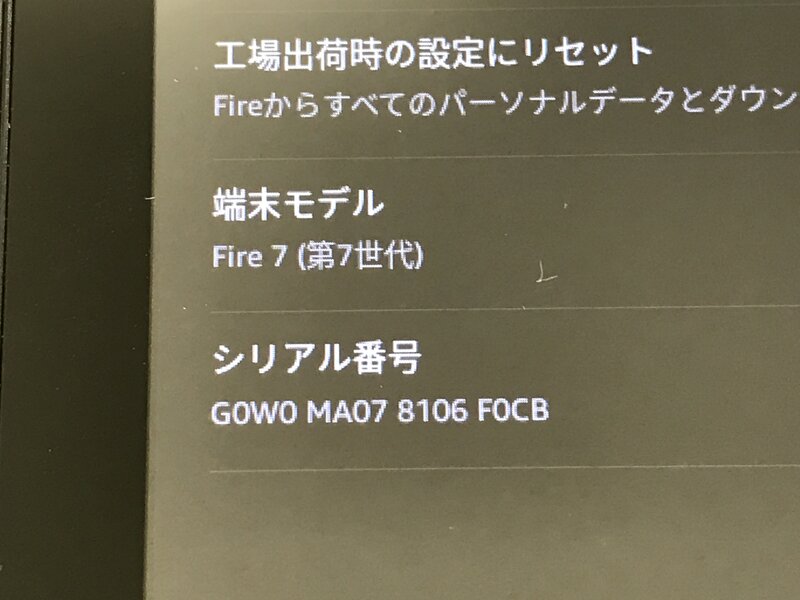 工場出荷時の設定にリセット
Fireからすべてのパーソナルデータとダウン
端末モデル
Fire 7 (第7世代)
シリアル番号
G0W0 MA07 8106 F0CB